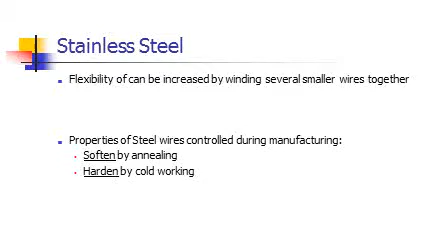 Stainless Steel
Flexibility of can be increased by winding several smaller wires together
Properties of Steel wires controlled during manufacturing:
Soften by annealing
Harden by cold working